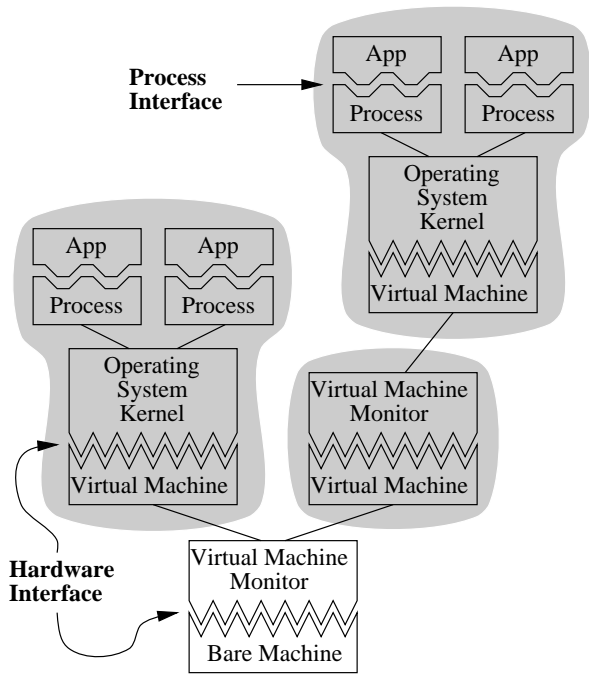 App
App
Process
Interface
Process
Process
Operating
System
Kernel
Virtual Machine
App
App
Process
Process
Operating
System
Kernel
Virtual Machine
Virtual Machine
Monitor
Virtual Machine
Hardware
Interface
Virtual Machine
Monitor
Bare Machine